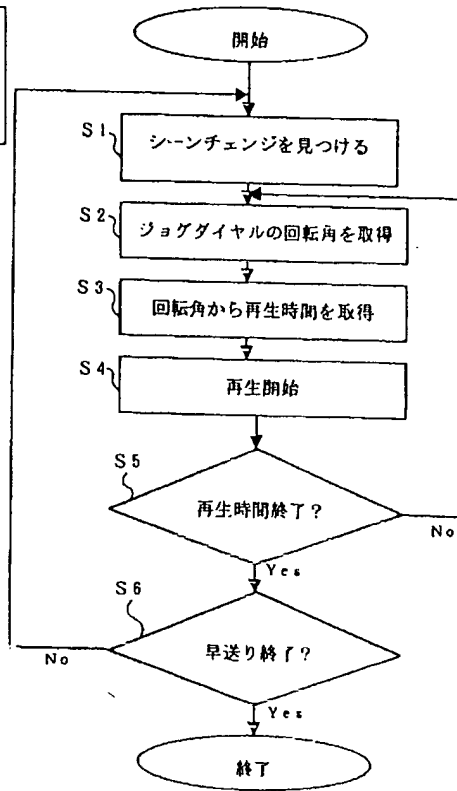 開始
S1
シーンチェンジを見つける
S2
ジョグダイヤルの回転角を取得
S3
回転角から再生時間を取得
S4
再生開始
S5
再生時間終了？
No
Yes
S6
早送り終了？
No
Yes
終了